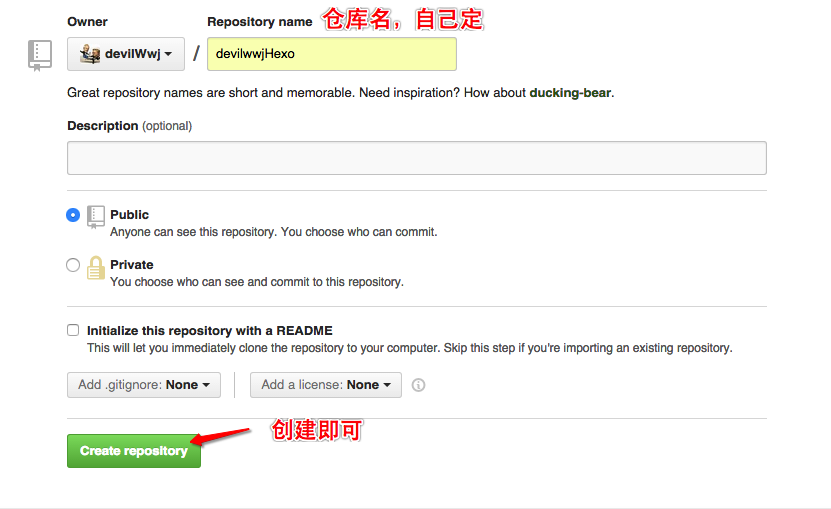 Owner Repository name 仓库名，自己定
devilWwj / devilwwjHexo
Great repository names are short and memorable. Need inspiration? How about ducking-bear.
Description (optional)
Public
Anyone can see this repository. You choose who can commit.
Private
You choose who can see and commit to this repository.
Initialize this repository with a README
This will let you immediately clone the repository to your computer. Skip this step if you're importing an existing repository.
Add .gitignore: None Add a license: None
创建即可
Create repository